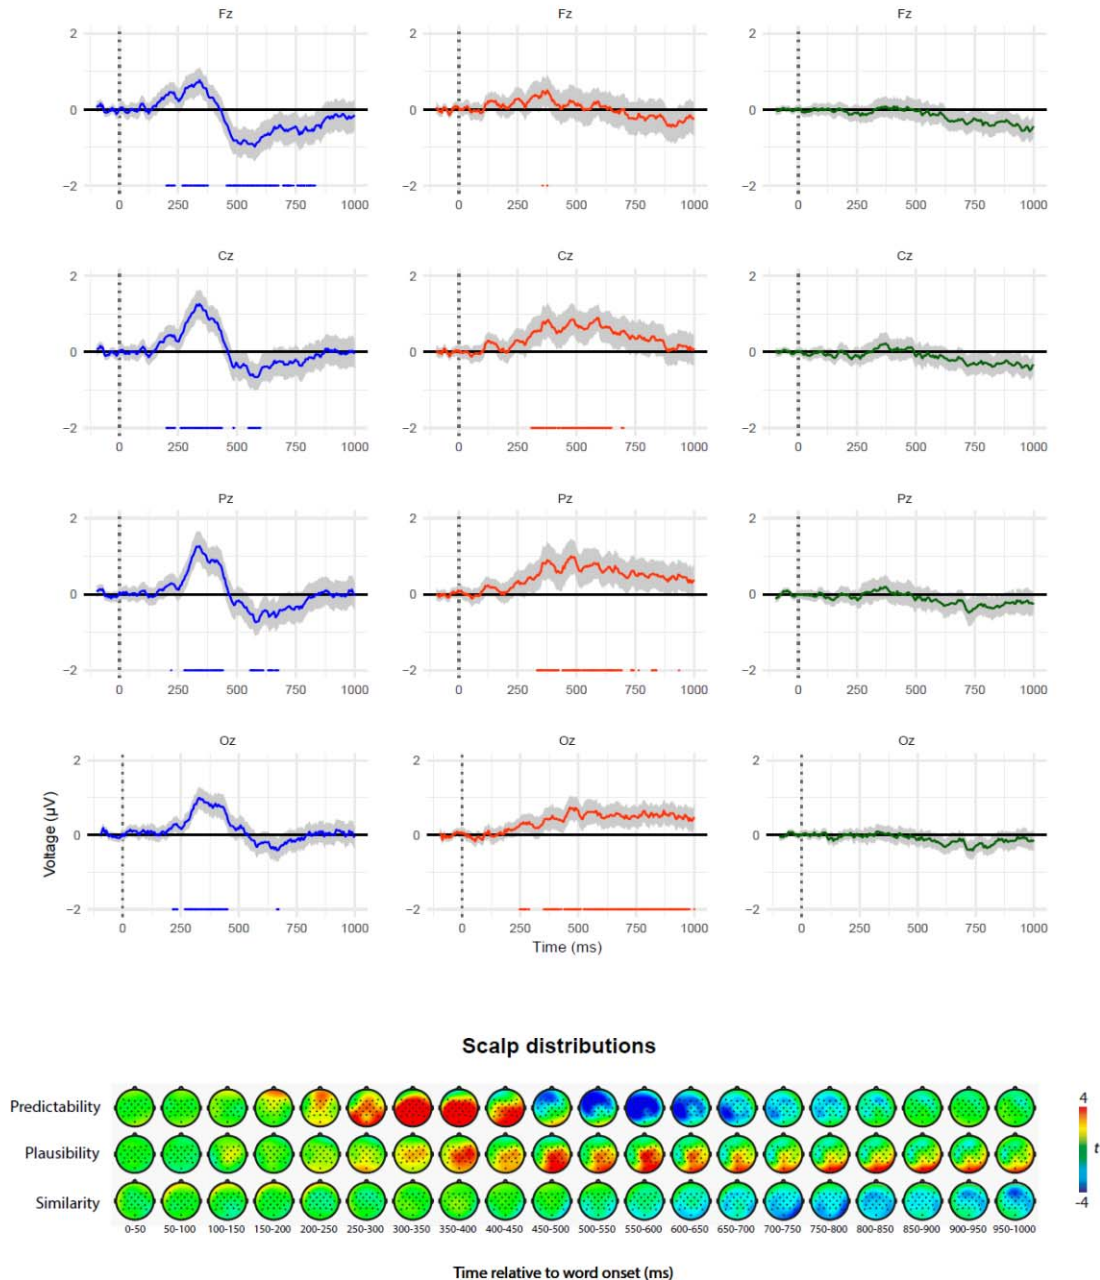 Fz Fz Fz
2 2 2
0 0 0
−2 −2 −2
0 250 500 750 1000 0 250 500 750 1000 0 250 500 750 1000
Cz Cz Cz
2 2 2
0 0 0
−2 −2 −2
0 250 500 750 1000 0 250 500 750 1000 0 250 500 750 1000
Pz Pz Pz
2 2 2
0 0 0
−2 −2 −2
0 250 500 750 1000 0 250 500 750 1000 0 250 500 750 1000
Oz Oz Oz
2 2 2
0 0 0
−2 −2 −2
Voltage (µV)
0 250 500 750 1000 0 250 500 750 1000 0 250 500 750 1000
Time (ms)
Scalp distributions
Predictability
Plausibility
Similarity
4
t
-4
0-50 50-100 100-150 150-200 200-250 250-300 300-350 350-400 400-450 450-500 500-550 550-600 600-650 650-700 700-750 750-800 800-850 850-900 900-950 950-1000
Time relative to word onset (ms)